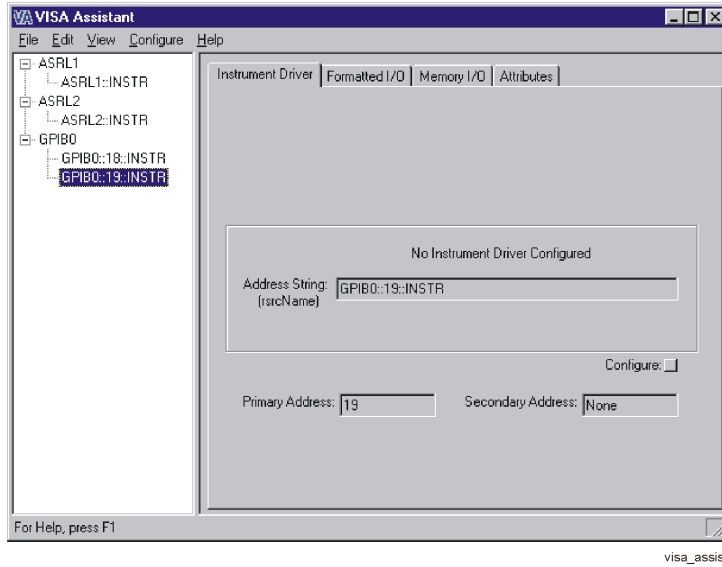 VA VISA Assistant
File Edit View Configure Help
ASRL1
ASRL1::INSTR
ASRL2
ASRL2::INSTR
GPIB0
GPIB0::18::INSTR
GPIB0::19::INSTR
Instrument Driver Formatted I/O Memory I/O Attributes
No Instrument Driver Configured
Address String: GPIB0::19::INSTR
(rsrcName)
Configure:
Primary Address: 19 Secondary Address: None
For Help, press F1
visa_assis